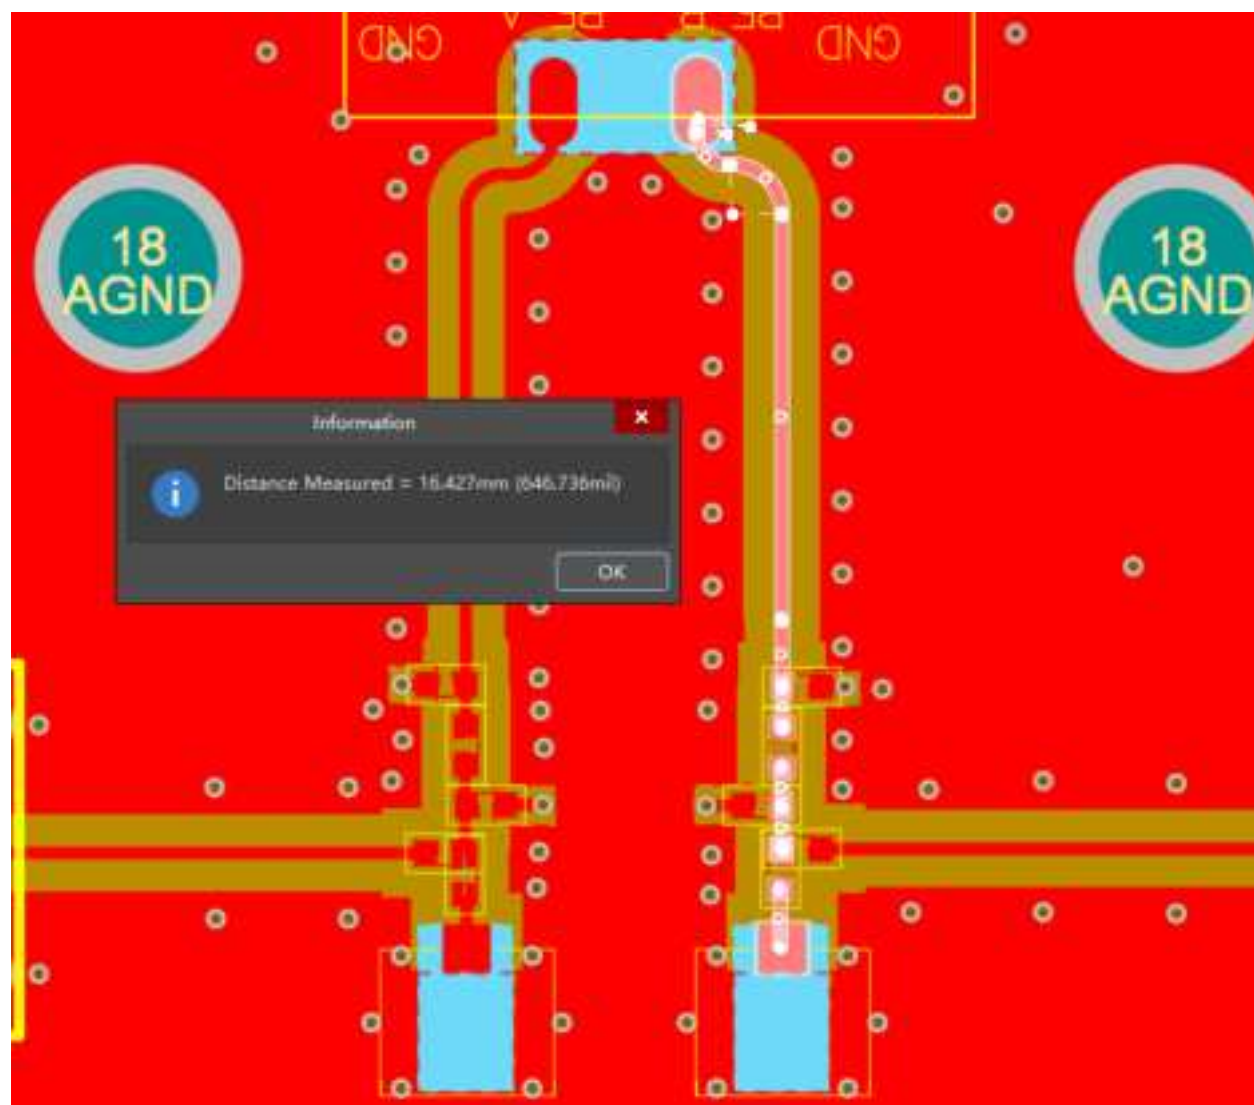 GND
GND
18
AGND
18
AGND
Information
Distance Measured = 16.427mm (646.736mil)
OK